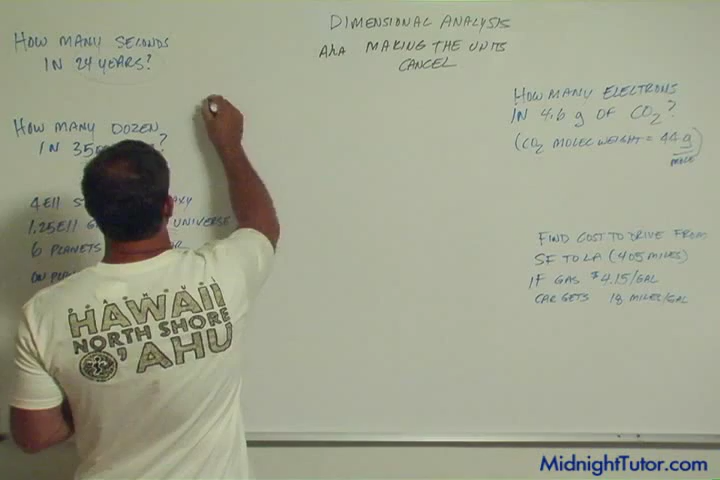 DIMENSIONAL ANALYSIS
AKA MAKING THE UNITS
CANCEL
HOW MANY SECONDS
IN 24 YEARS?
HOW MANY DOZEN
IN 35
?
4E11 S
AXY
1.25E11 G
UNIVERSE
6 PLANETS
ON
HOW MANY ELECTRONS
IN 4.6 g OF CO2?
(CO2 MOLEC WEIGHT = 44 g)
MOLE
FIND COST TO DRIVE FROM
SF TO LA (405 MILES)
IF GAS $4.15/GAL
CAR GETS 18 MILES/GAL
HAWAII
NORTH SHORE
O'AHU
MidnightTutor.com